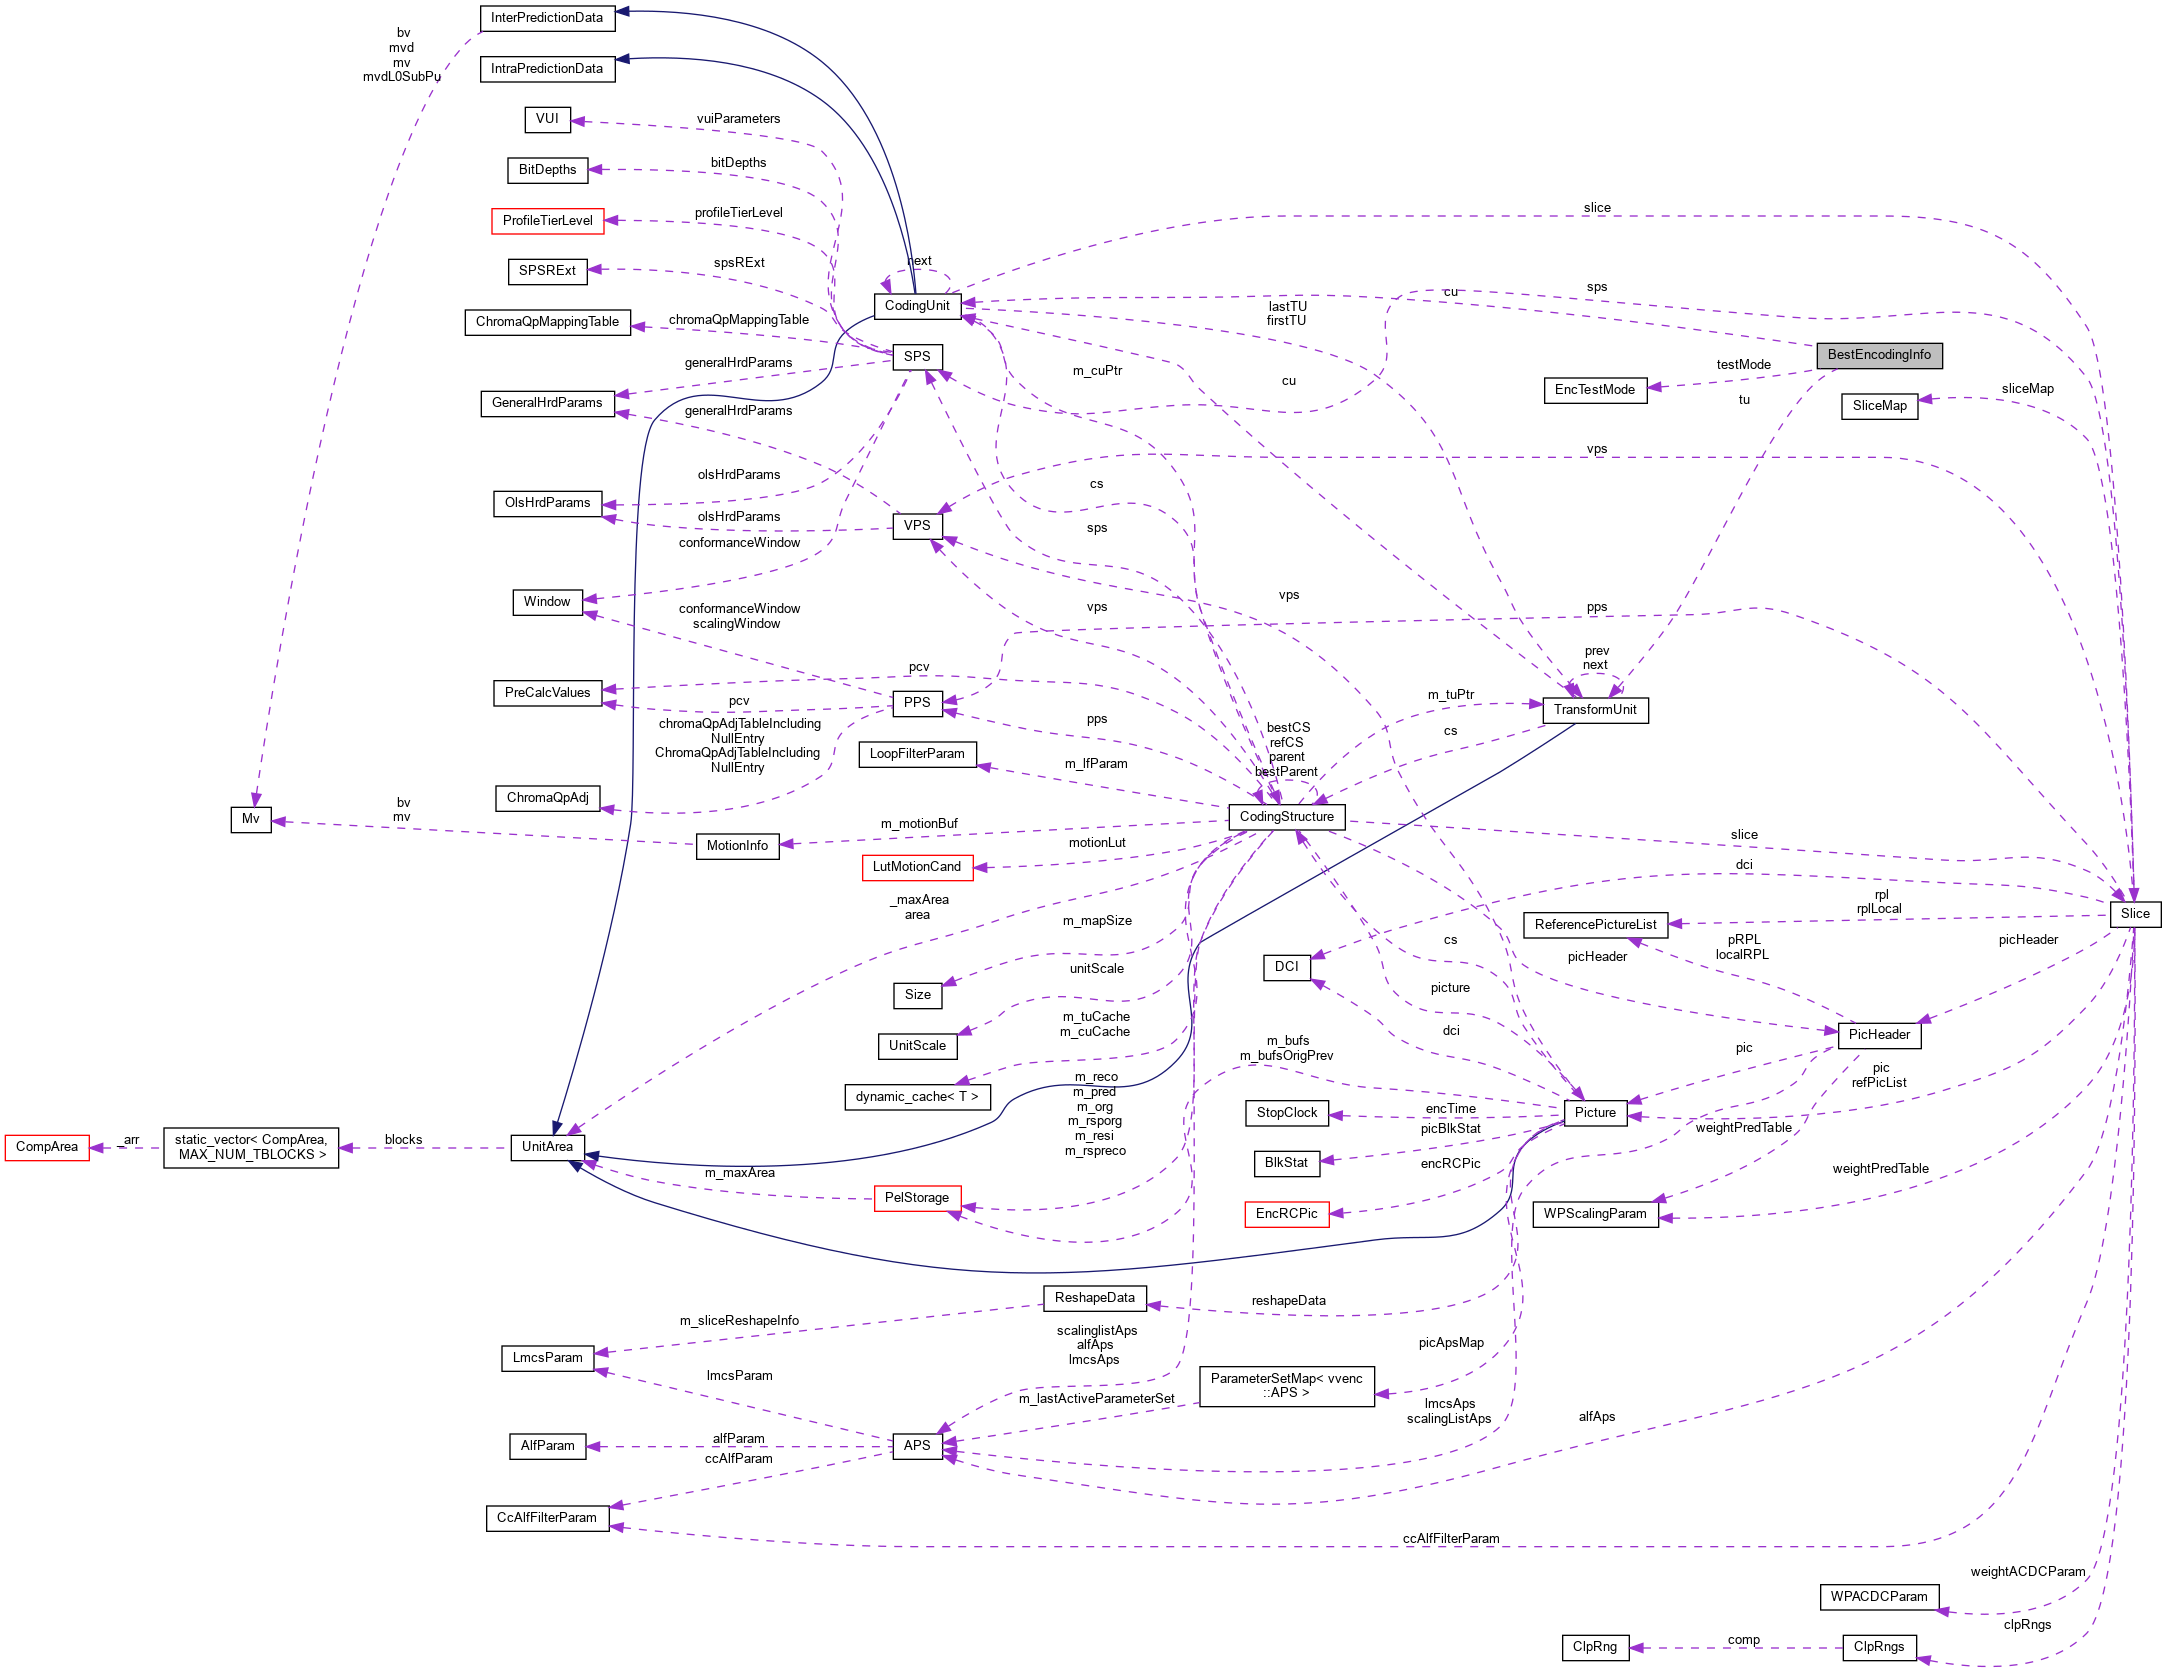 InterPredictionData
bv
mvd
mv
mvdL0SubPu
IntraPredictionData
VUI
vuiParameters
BitDepths
bitDepths
ProfileTierLevel
profileTierLevel
slice
SPSRExt
spsRExt
next
CodingUnit
cu
sps
lastTU
firstTU
ChromaQpMappingTable
chromaQpMappingTable
SPS
BestEncodingInfo
generalHrdParams
m_cuPtr
cu
testMode
EncTestMode
sliceMap
SliceMap
tu
GeneralHrdParams
generalHrdParams
vps
olsHrdParams
cs
OlsHrdParams
olsHrdParams
VPS
sps
conformanceWindow
Window
conformanceWindow
scalingWindow
vps
vps
pps
prev
next
pcv
PreCalcValues
pcv
PPS
m_tuPtr
TransformUnit
chromaQpAdjTableIncluding
NullEntry
ChromaQpAdjTableIncluding
NullEntry
pps
bestCS
refCS
parent
bestParent
cs
LoopFilterParam
m_lfParam
ChromaQpAdj
Mv
bv
mv
CodingStructure
m_motionBuf
MotionInfo
motionLut
LutMotionCand
slice
dci
_maxArea
area
m_mapSize
rpl
rplLocal
Slice
ReferencePictureList
pRPL
localRPL
picHeader
cs
picHeader
DCI
unitScale
Size
picture
m_tuCache
m_cuCache
dci
UnitScale
PicHeader
m_bufs
m_bufsOrigPrev
pic
pic
refPicList
m_reco
m_pred
m_org
m_rsporg
m_resi
m_rspreco
dynamic_cache< T >
StopClock
encTime
Picture
picBlkStat
weightPredTable
CompArea
_arr
static_vector< CompArea,
MAX_NUM_TBLOCKS >
blocks
UnitArea
m_maxArea
BlkStat
encRCPic
weightPredTable
PelStorage
EncRCPic
WPScalingParam
ReshapeData
reshapeData
m_sliceReshapeInfo
scalinglistAps
alfAps
lmcsAps
picApsMap
LmcsParam
lmcsParam
ParameterSetMap< vvenc
::APS >
m_lastActiveParameterSet
lmcsAps
scalingListAps
alfAps
AlfParam
alfParam
APS
ccAlfParam
CcAlfFilterParam
ccAlfFilterParam
weightACDCParam
WPACDCParam
clpRngs
ClpRng
comp
ClpRngs